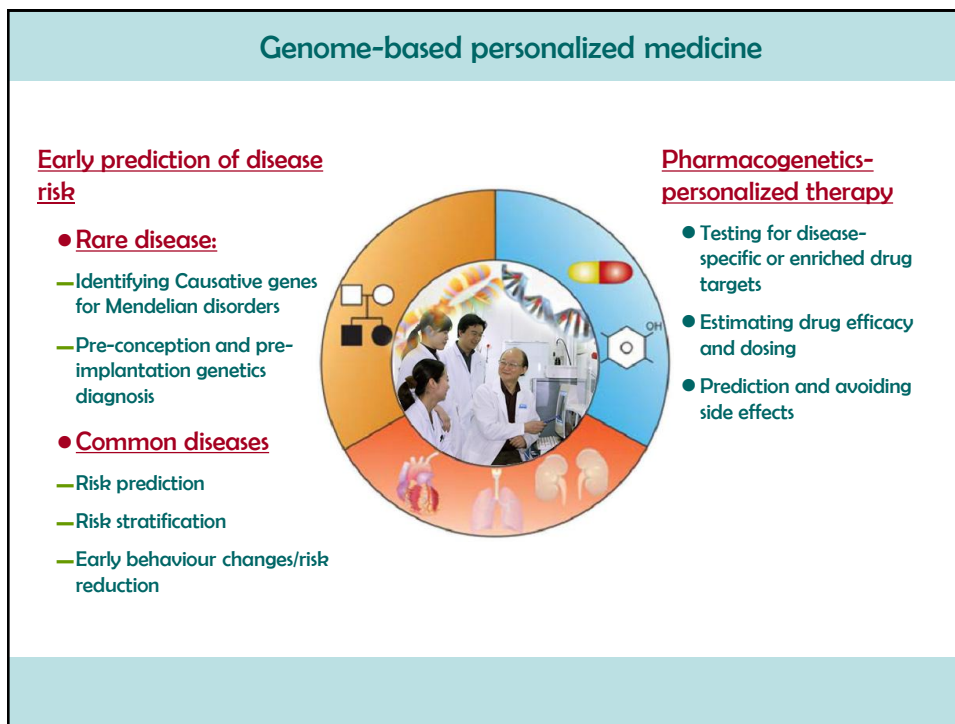 Genome-based personalized medicine
Early prediction of disease
risk
● Rare disease:
– Identifying Causative genes
for Mendelian disorders
– Pre-conception and pre-
implantation genetics
diagnosis
● Common diseases
– Risk prediction
– Risk stratification
– Early behaviour changes/risk
reduction
OH
Pharmacogenetics-
personalized therapy
● Testing for disease-
specific or enriched drug
targets
● Estimating drug efficacy
and dosing
● Prediction and avoiding
side effects